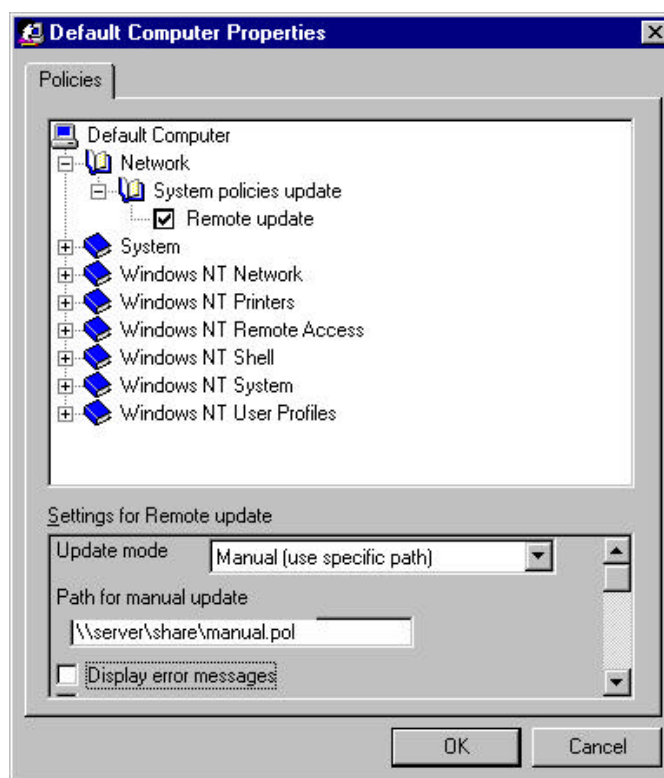 Default Computer Properties
Policies
Default Computer
Network
System policies update
Remote update
System
Windows NT Network
Windows NT Printers
Windows NT Remote Access
Windows NT Shell
Windows NT System
Windows NT User Profiles
Settings for Remote update
Update mode Manual (use specific path)
Path for manual update
\\server\share\manual.pol
Display error messages
OK Cancel